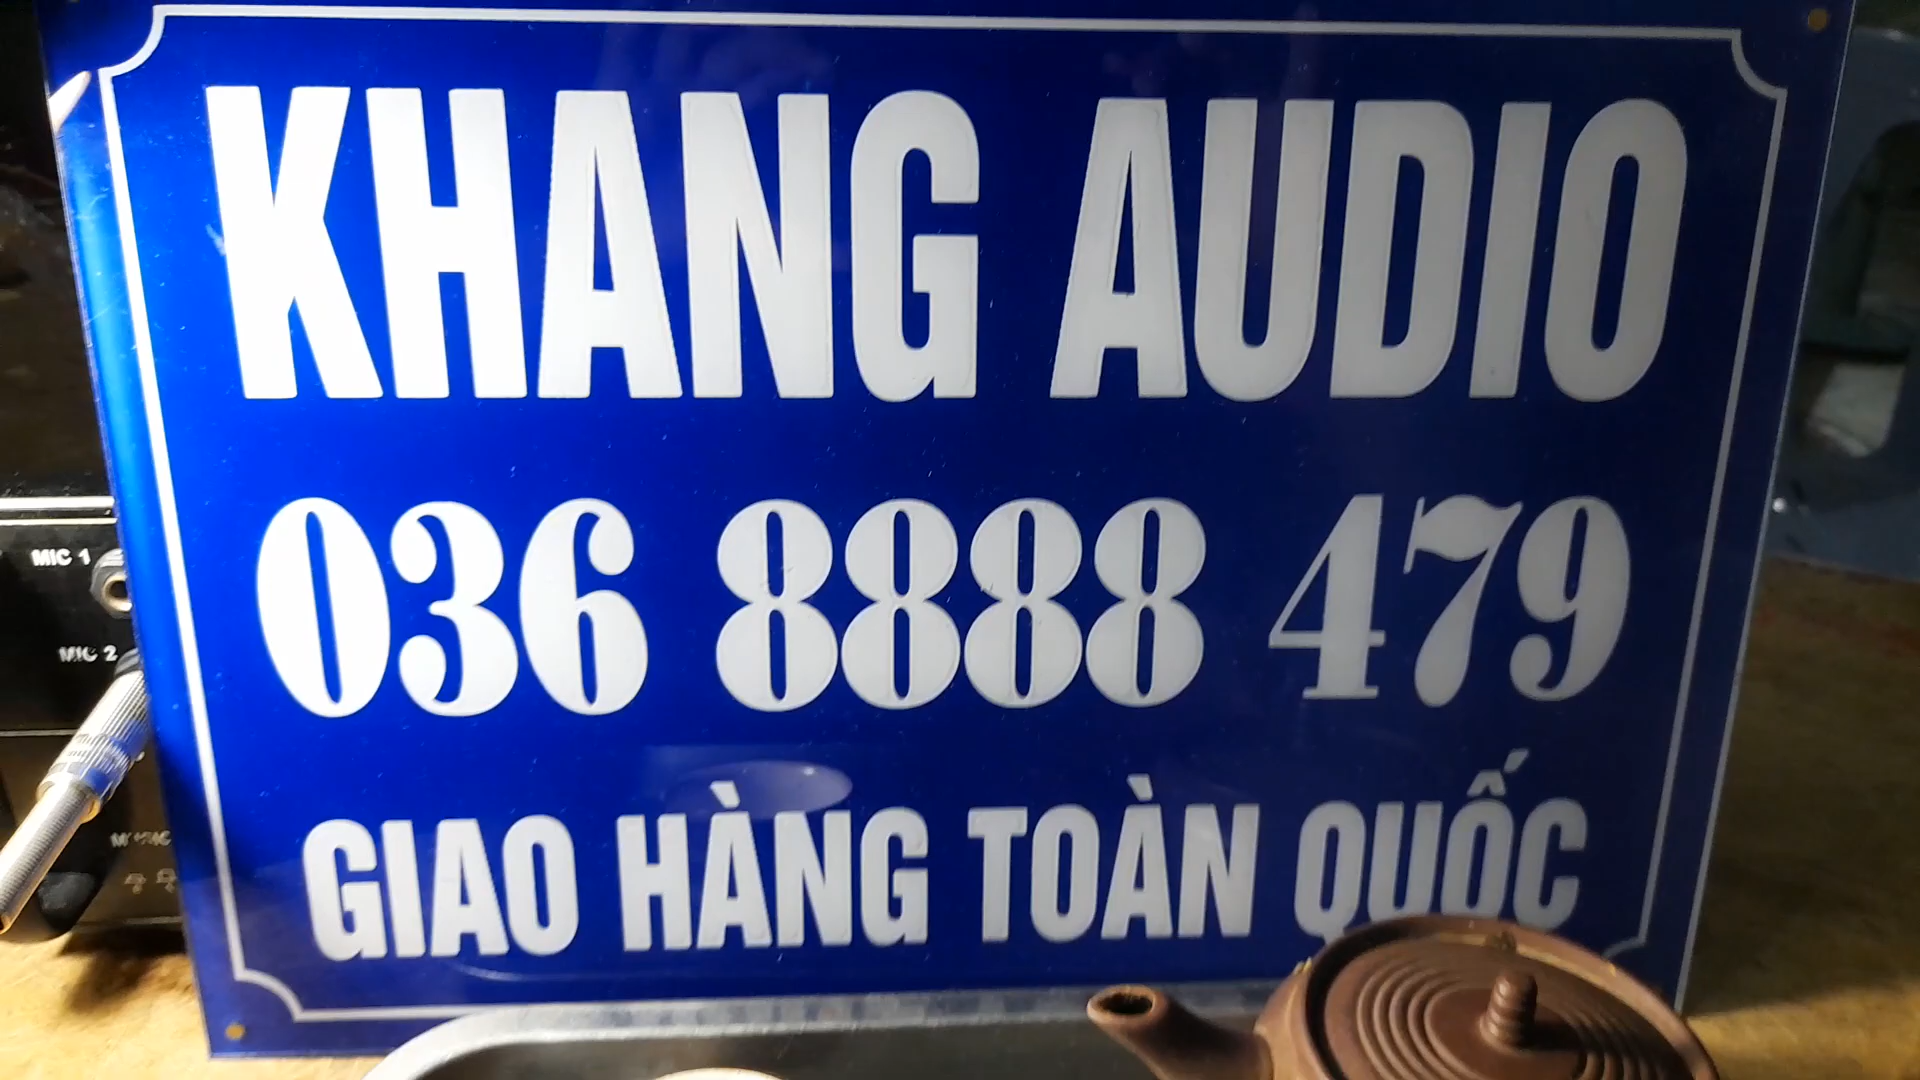 KHANG AUDIO
036 8888 479
GIAO HÀNG TOÀN QUỐC
MIC 1
MIC 2